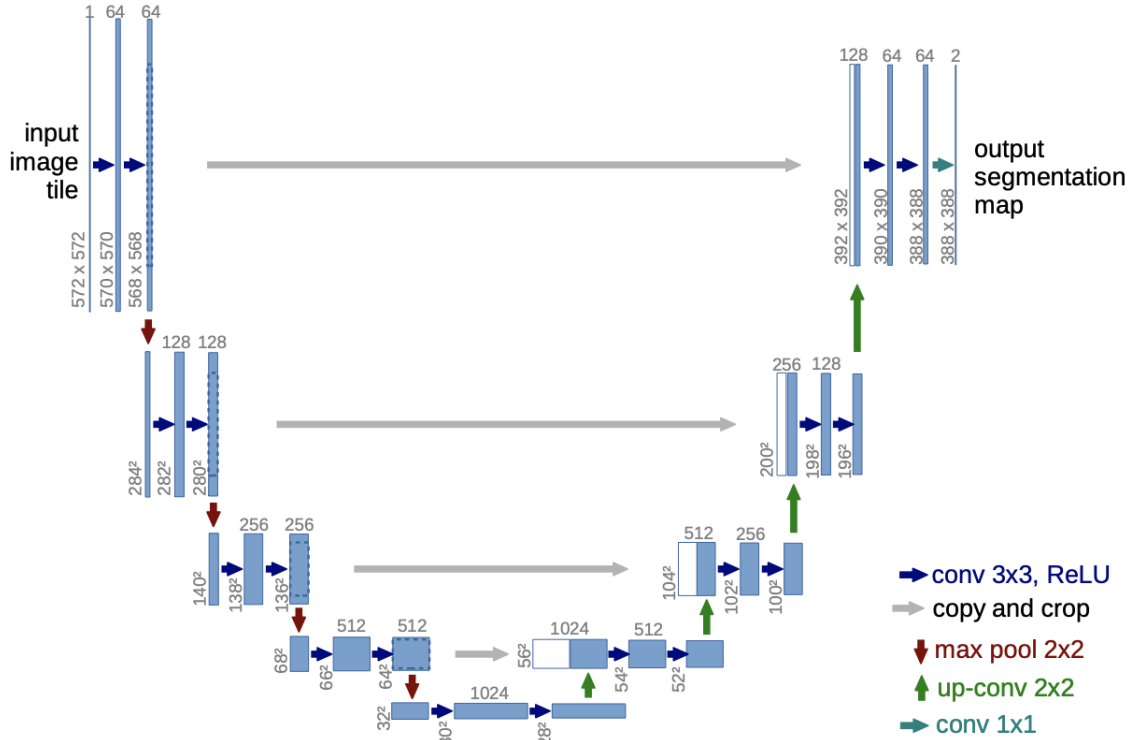 1 64 64
128 64 64 2
input
image
tile
output
segmentation
map
572 x 572
570 x 570
568 x 568
392 x 392
390 x 390
388 x 388
388 x 388
128 128
256 128
284²
282²
280²
200²
198²
196²
256 256
512 256
140²
138²
136²
104²
102²
100²
512 512
1024 512
68²
66²
64²
56²
54²
52²
1024
32²
conv 3x3, ReLU
copy and crop
max pool 2x2
up-conv 2x2
conv 1x1